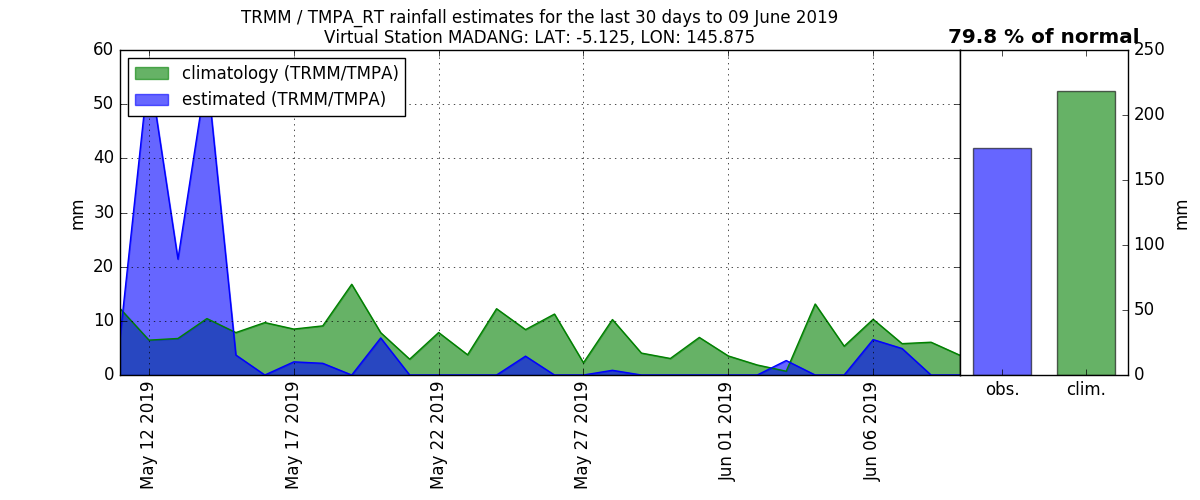 TRMM / TMPA_RT rainfall estimates for the last 30 days to 09 June 2019
Virtual Station MADANG: LAT: -5.125, LON: 145.875
79.8 % of normal
climatology (TRMM/TMPA)
estimated (TRMM/TMPA)
60
50
40
30
20
10
0
mm
May 12 2019
May 17 2019
May 22 2019
May 27 2019
Jun 01 2019
Jun 06 2019
250
200
150
100
50
0
mm
obs.
clim.